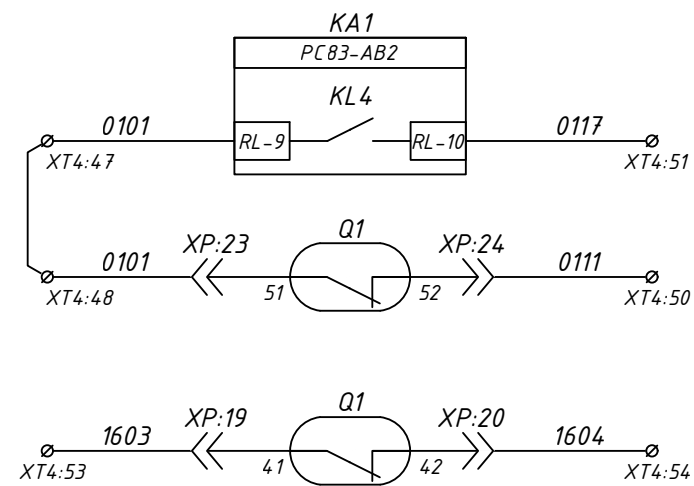 KA1
PC83-AB2
KL4
0101
RL-9
RL-10
0117
XT4:47
XT4:51
Q1
XP:23
XP:24
0101
0111
51
52
XT4:48
XT4:50
Q1
XP:19
XP:20
1603
1604
41
42
XT4:53
XT4:54